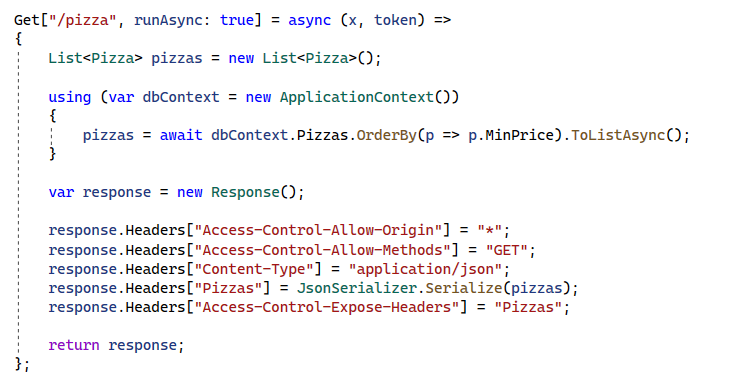 Get["/pizza", runAsync: true] = async (x, token) =>
{
    List<Pizza> pizzas = new List<Pizza>();

    using (var dbContext = new ApplicationContext())
    {
        pizzas = await dbContext.Pizzas.OrderBy(p => p.MinPrice).ToListAsync();
    }

    var response = new Response();

    response.Headers["Access-Control-Allow-Origin"] = "*";
    response.Headers["Access-Control-Allow-Methods"] = "GET";
    response.Headers["Content-Type"] = "application/json";
    response.Headers["Pizzas"] = JsonSerializer.Serialize(pizzas);
    response.Headers["Access-Control-Expose-Headers"] = "Pizzas";

    return response;
};